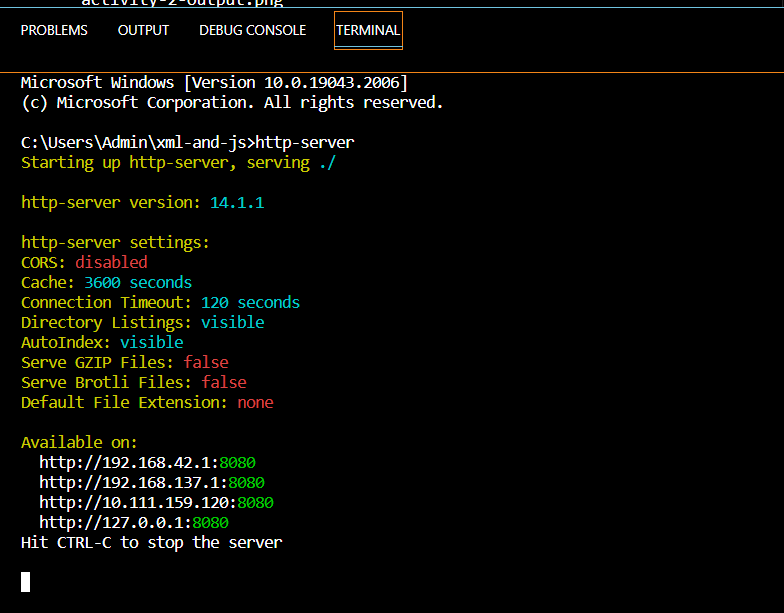 activity-2-output.png
PROBLEMS OUTPUT DEBUG CONSOLE TERMINAL
Microsoft Windows [Version 10.0.19043.2006]
(c) Microsoft Corporation. All rights reserved.
C:\Users\Admin\xml-and-js>http-server
Starting up http-server, serving ./
http-server version: 14.1.1
http-server settings:
CORS: disabled
Cache: 3600 seconds
Connection Timeout: 120 seconds
Directory Listings: visible
AutoIndex: visible
Serve GZIP Files: false
Serve Brotli Files: false
Default File Extension: none
Available on:
http://192.168.42.1:8080
http://192.168.137.1:8080
http://10.111.159.120:8080
http://127.0.0.1:8080
Hit CTRL-C to stop the server